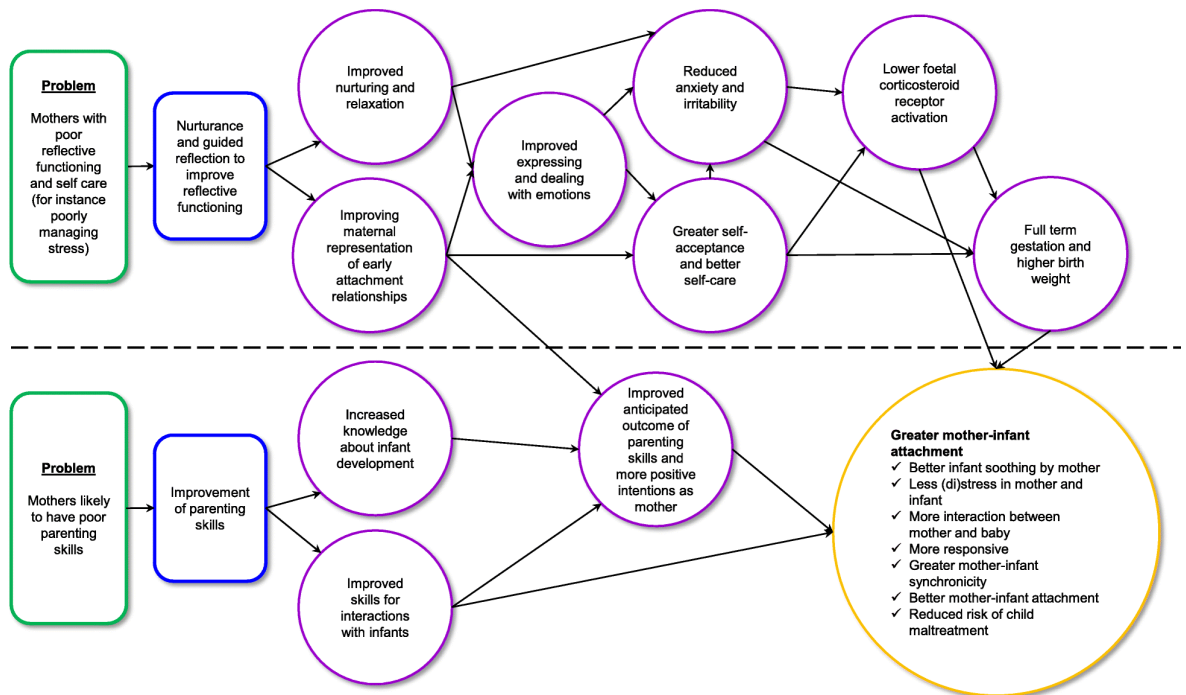 Problem
Mothers with
poor
reflective
functioning
and self care
(for instance
poorly
managing
stress)
Nurturance
and guided
reflection to
improve
reflective
functioning
Improved
nurturing and
relaxation
Improving
maternal
representation
of early
attachment
relationships
Improved
expressing
and dealing
with emotions
Reduced
anxiety and
irritability
Greater self-
acceptance
and better
self-care
Lower foetal
corticosteroid
receptor
activation
Full term
gestation and
higher birth
weight
Problem
Mothers likely
to have poor
parenting
skills
Improvement
of parenting
skills
Increased
knowledge
about infant
development
Improved
skills for
interactions
with infants
Improved
anticipated
outcome of
parenting
skills and
more positive
intentions as
mother
Greater mother-infant
attachment
✓ Better infant soothing by mother
✓ Less (di)stress in mother and
infant
✓ More interaction between
mother and baby
✓ More responsive
✓ Greater mother-infant
synchronicity
✓ Better mother-infant attachment
✓ Reduced risk of child
maltreatment